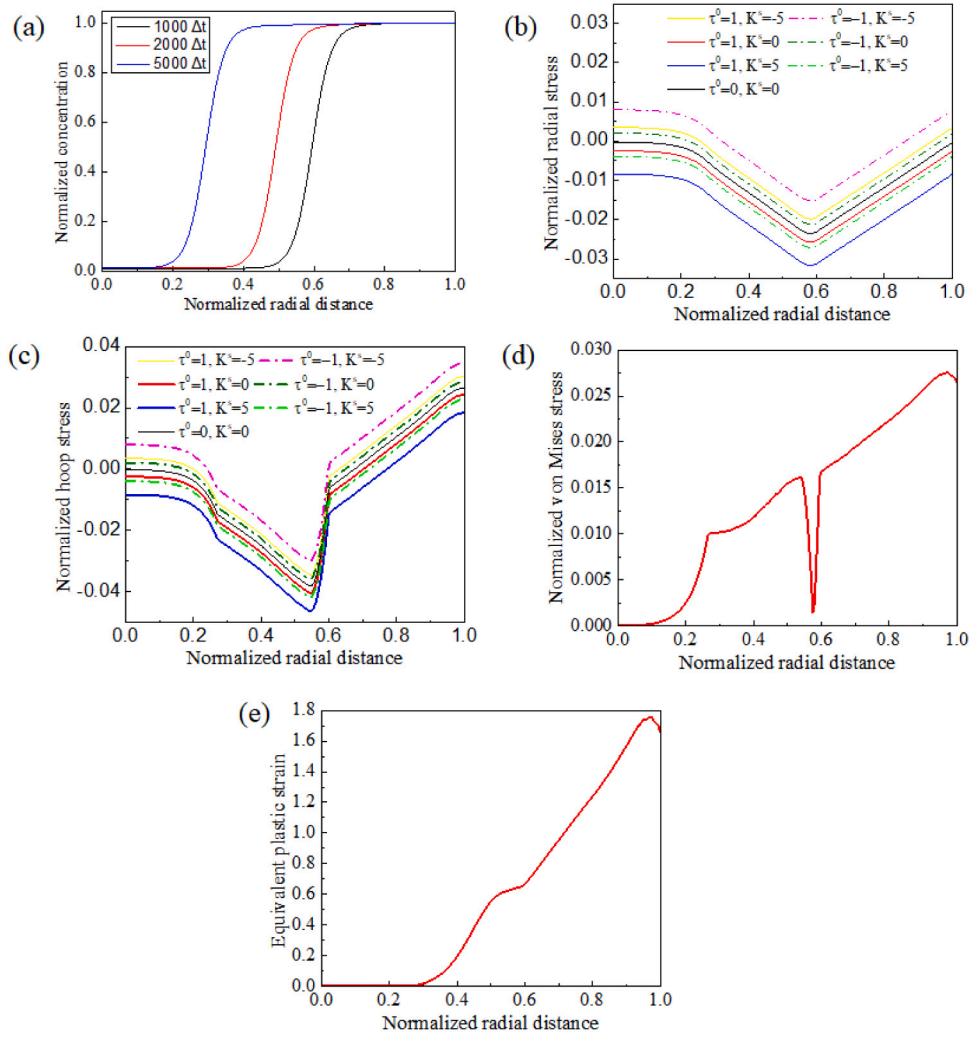 (a)
1000 Δt
2000 Δt
5000 Δt
Normalized concentration
1.0
0.8
0.6
0.4
0.2
0.0
0.0 0.2 0.4 0.6 0.8 1.0
Normalized radial distance
(b)
τ⁰=1, Kˢ=-5 τ⁰=−1, Kˢ=-5
τ⁰=1, Kˢ=0 τ⁰=−1, Kˢ=0
τ⁰=1, Kˢ=5 τ⁰=−1, Kˢ=5
τ⁰=0, Kˢ=0
Normalized radial stress
0.03
0.02
0.01
0.00
-0.01
-0.02
-0.03
0.0 0.2 0.4 0.6 0.8 1.0
Normalized radial distance
(c)
τ⁰=1, Kˢ=-5 τ⁰=−1, Kˢ=-5
τ⁰=1, Kˢ=0 τ⁰=−1, Kˢ=0
τ⁰=1, Kˢ=5 τ⁰=−1, Kˢ=5
τ⁰=0, Kˢ=0
Normalized hoop stress
0.04
0.02
0.00
-0.02
-0.04
0.0 0.2 0.4 0.6 0.8 1.0
Normalized radial distance
(d)
Normalized von Mises stress
0.030
0.025
0.020
0.015
0.010
0.005
0.000
0.0 0.2 0.4 0.6 0.8 1.0
Normalized radial distance
(e)
Equivalent plastic strain
1.8
1.6
1.4
1.2
1.0
0.8
0.6
0.4
0.2
0.0
0.0 0.2 0.4 0.6 0.8 1.0
Normalized radial distance